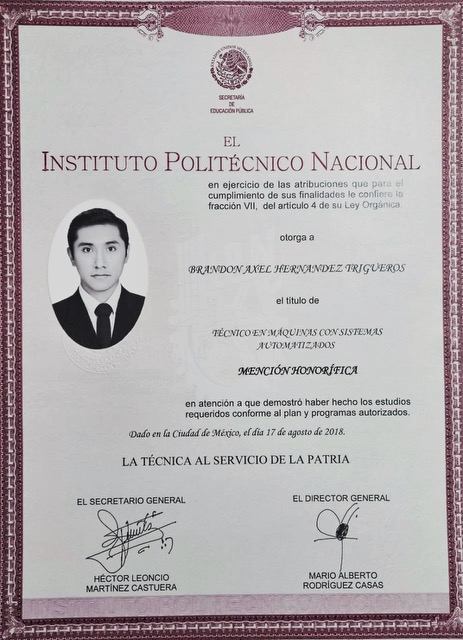 SECRETARÍA
DE
EDUCACIÓN PÚBLICA
EL
INSTITUTO POLITÉCNICO NACIONAL
en ejercicio de las atribuciones que para el
cumplimiento de sus finalidades le confiere la
fracción VII, del artículo 4 de su Ley Orgánica.
otorga a
BRANDON AXEL HERNANDEZ TRIGUEROS
el título de
TÉCNICO EN MÁQUINAS CON SISTEMAS
AUTOMATIZADOS
MENCIÓN HONORÍFICA
en atención a que demostró haber hecho los estudios
requeridos conforme al plan y programas autorizados.
Dado en la Ciudad de México, el día 17 de agosto de 2018.
LA TÉCNICA AL SERVICIO DE LA PATRIA
EL SECRETARIO GENERAL
HÉCTOR LEONCIO
MARTÍNEZ CASTUERA
EL DIRECTOR GENERAL
MARIO ALBERTO
RODRÍGUEZ CASAS